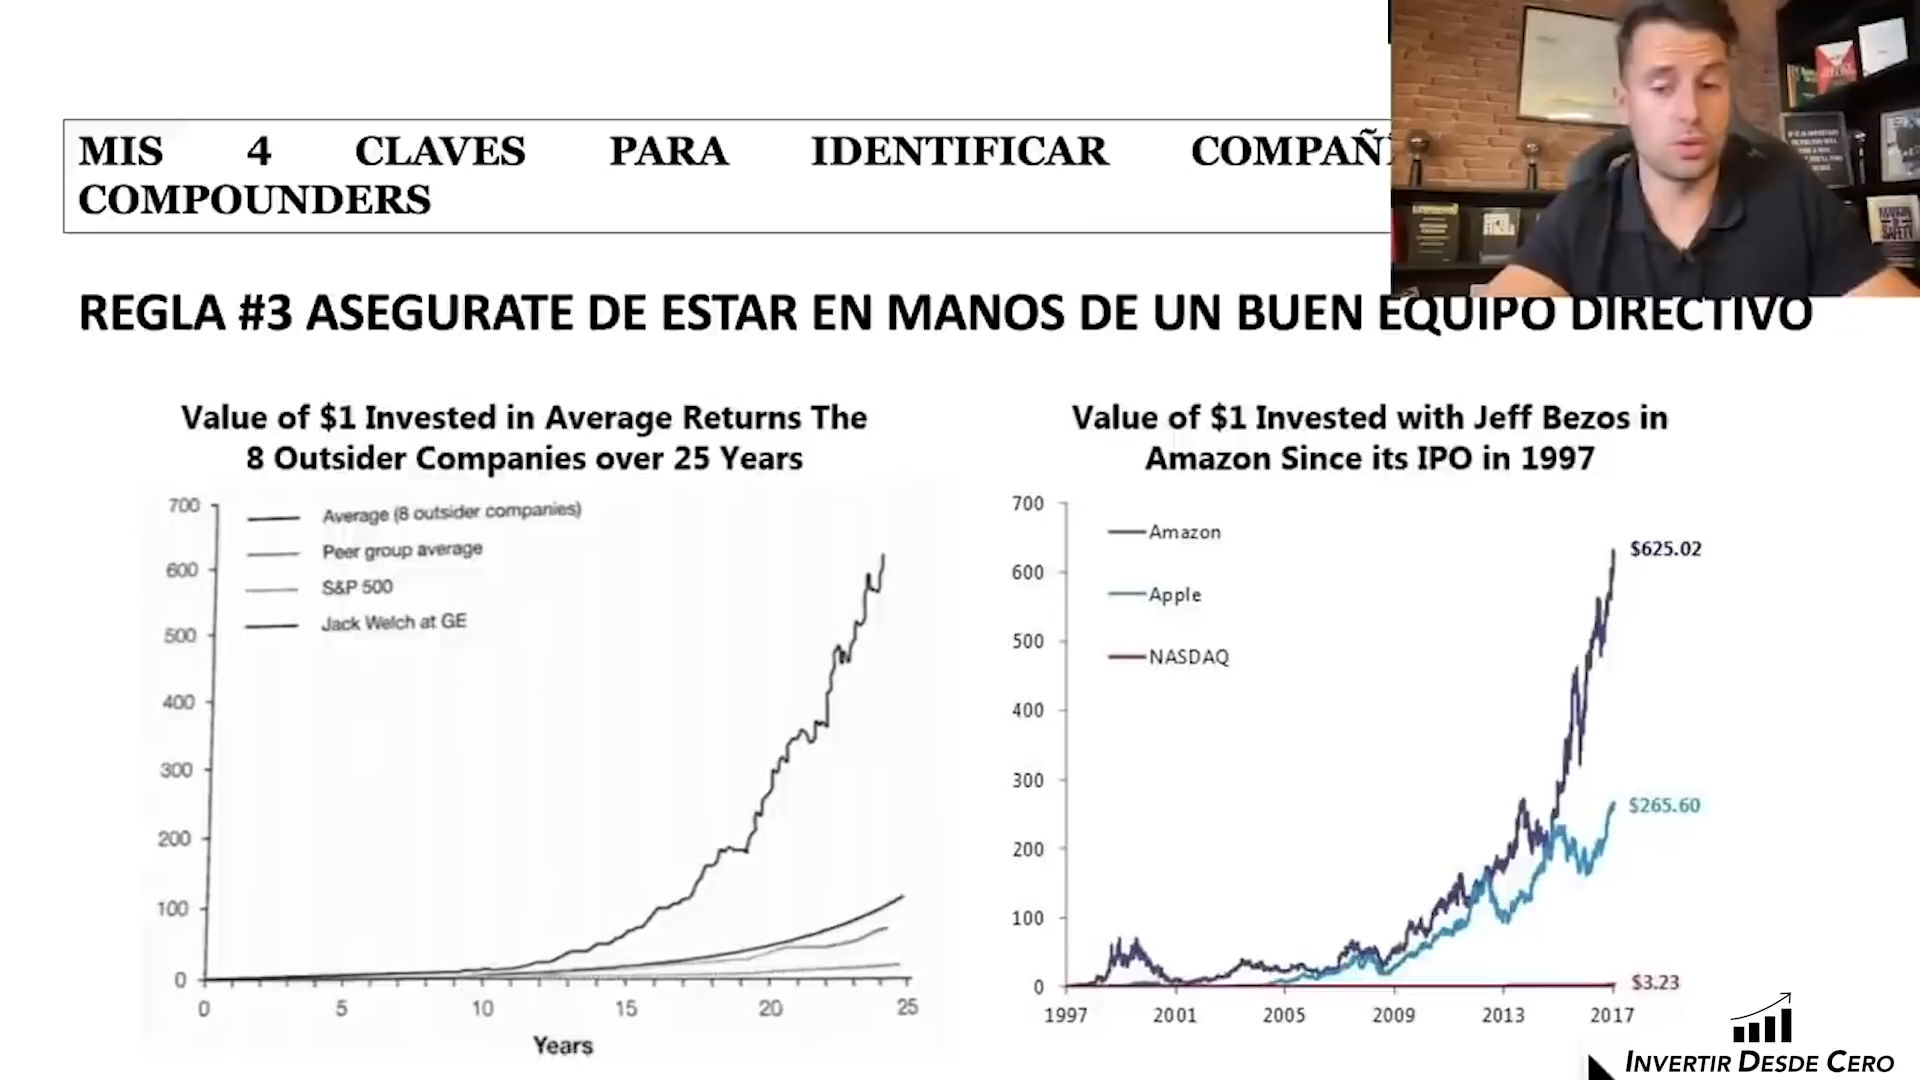 MIS 4 CLAVES PARA IDENTIFICAR COMPAÑ
COMPOUNDERS
REGLA #3 ASEGURATE DE ESTAR EN MANOS DE UN BUEN EQUIPO DIRECTIVO
Value of $1 Invested in Average Returns The
8 Outsider Companies over 25 Years
700
600
500
400
300
200
100
0
Average (8 outsider companies)
Peer group average
S&P 500
Jack Welch at GE
0 5 10 15 20 25
Years
Value of $1 Invested with Jeff Bezos in
Amazon Since its IPO in 1997
700
600
500
400
300
200
100
0
Amazon
Apple
NASDAQ
$625.02
$265.60
$3.23
1997 2001 2005 2009 2013 2017
INVERTIR DESDE CERO
MARGIN
OF
SAFETY